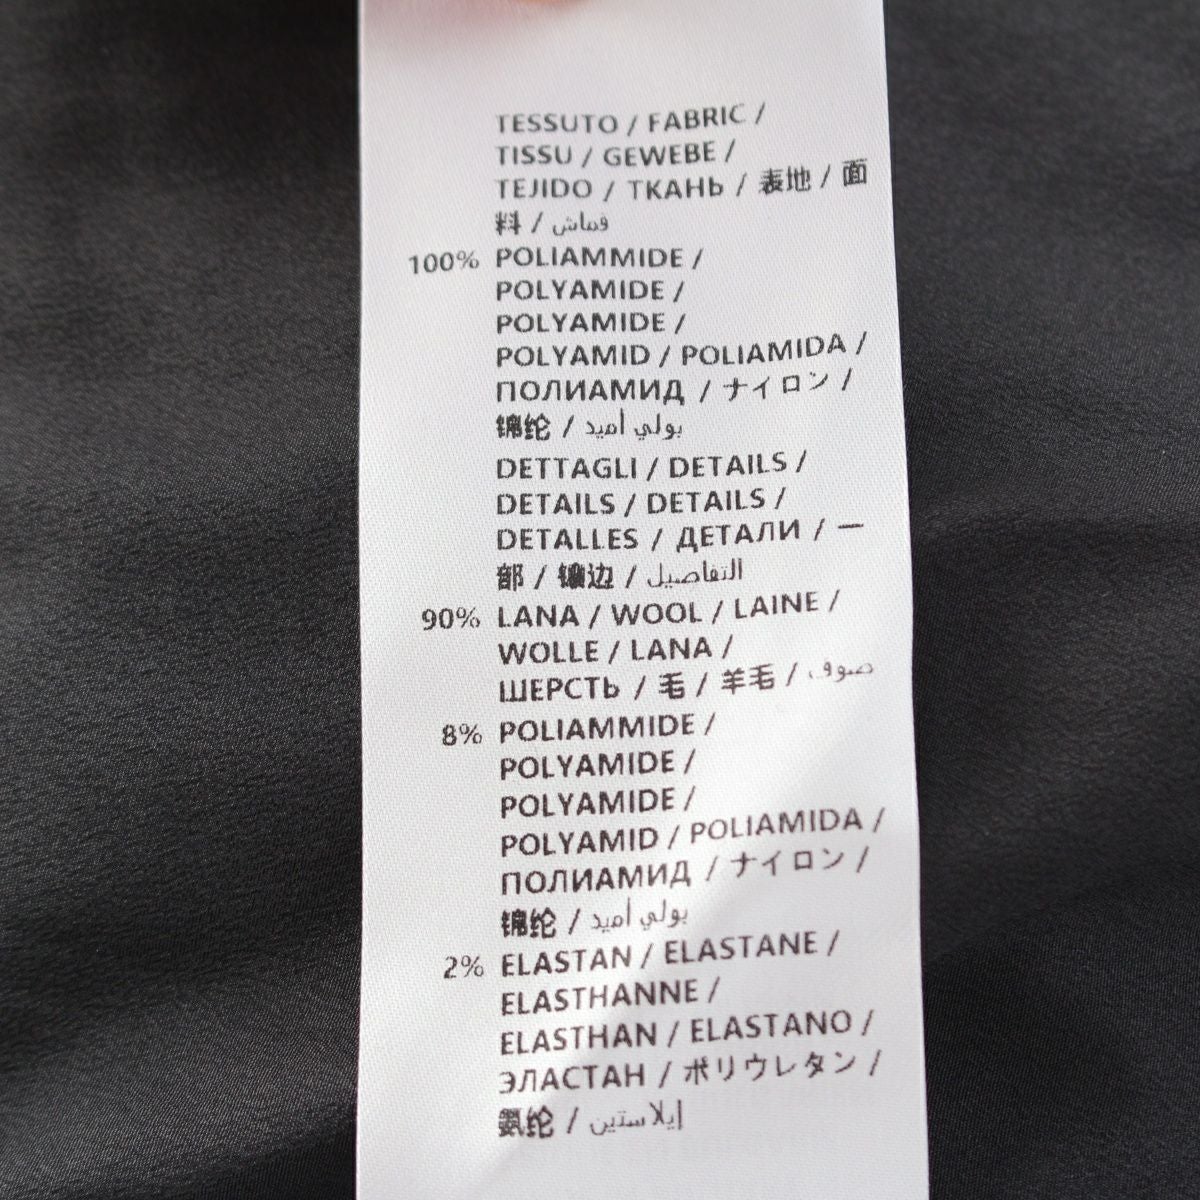 TESSUTO / FABRIC /
TISSU / GEWEBE /
TEJIDO / ТКАНЬ / 表地 / 面
料 / قماش
100% POLIAMMIDE /
POLYAMIDE /
POLYAMIDE /
POLYAMID / POLIAMIDA /
ПОЛИАМИД / ナイロン /
锦纶 / بولي أميد
DETTAGLI / DETAILS /
DETAILS / DETAILS /
DETALLES / ДЕТАЛИ / 一
部 / 镶边 / التفاصيل
90% LANA / WOOL / LAINE /
WOLLE / LANA /
ШЕРСТЬ / 毛 / 羊毛 / صوف
8% POLIAMMIDE /
POLYAMIDE /
POLYAMIDE /
POLYAMID / POLIAMIDA /
ПОЛИАМИД / ナイロン /
锦纶 / بولي أميد
2% ELASTAN / ELASTANE /
ELASTHANNE /
ELASTHAN / ELASTANO /
ЭЛАСТАН / ポリウレタン /
氨纶 / إيلاستين